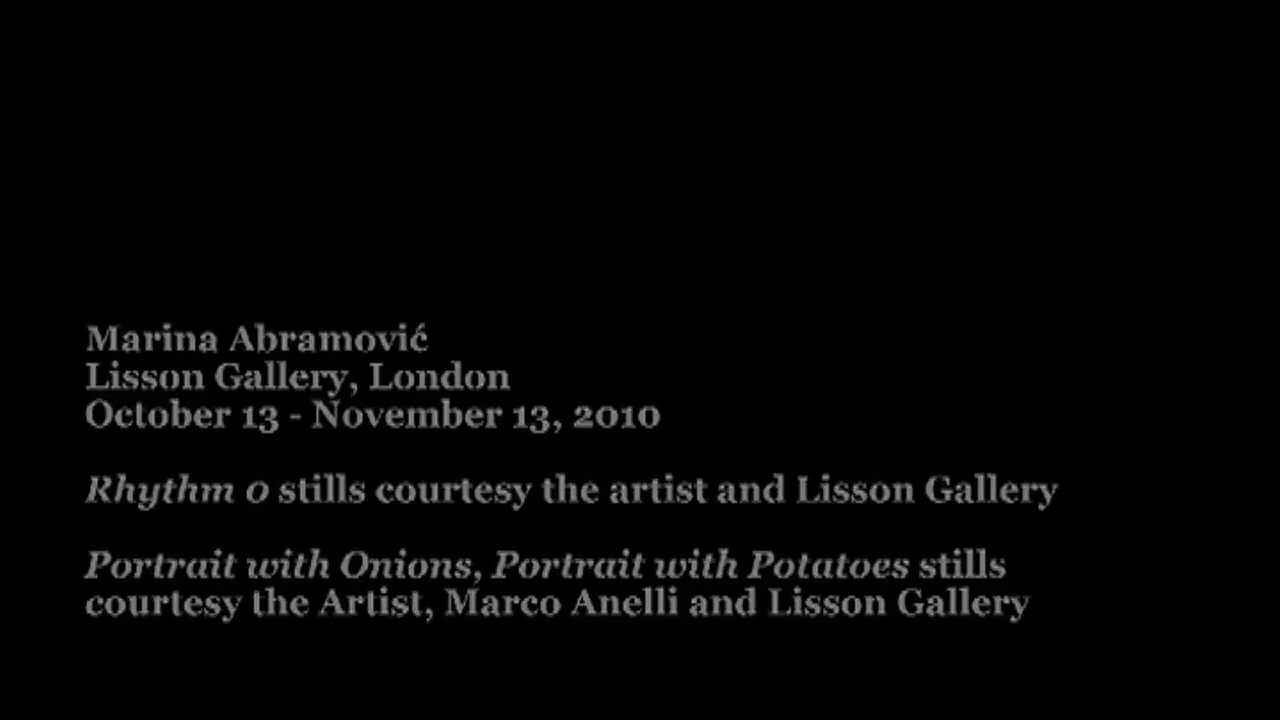 Marina Abramović
Lisson Gallery, London
October 13 - November 13, 2010
Rhythm 0 stills courtesy the artist and Lisson Gallery
Portrait with Onions, Portrait with Potatoes stills
courtesy the Artist, Marco Anelli and Lisson Gallery